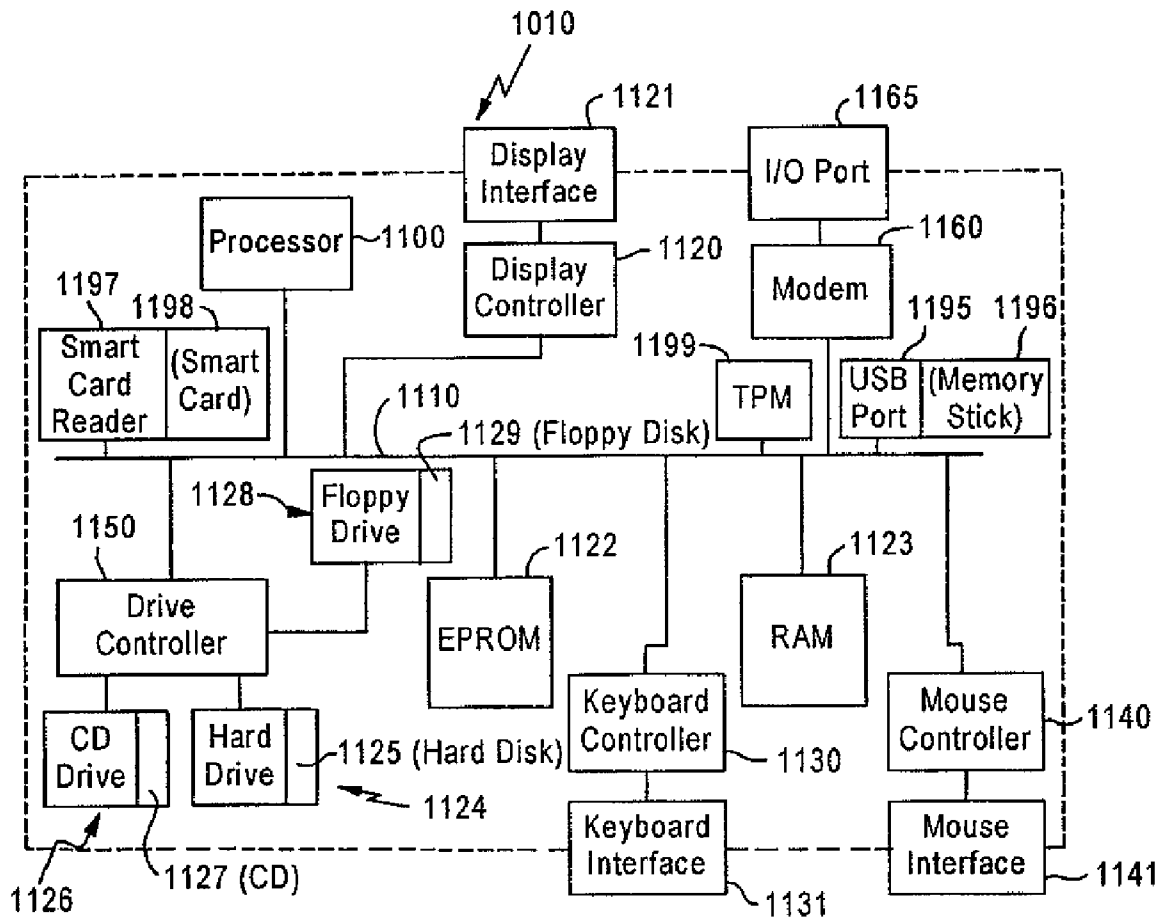 1010
1121
1165
Display
Interface
I/O Port
Processor
1100
1160
1120
Display
Controller
Modem
1197
1198
1195
1196
1199
Smart
Card
Reader
(Smart
Card)
TPM
USB
Port
(Memory
Stick)
1110
1129 (Floppy Disk)
1128
Floppy
Drive
1150
1122
1123
Drive
Controller
EPROM
RAM
CD
Drive
Hard
Drive
1125 (Hard Disk)
Keyboard
Controller
1130
Mouse
Controller
1140
1124
1127 (CD)
1126
Keyboard
Interface
1131
Mouse
Interface
1141